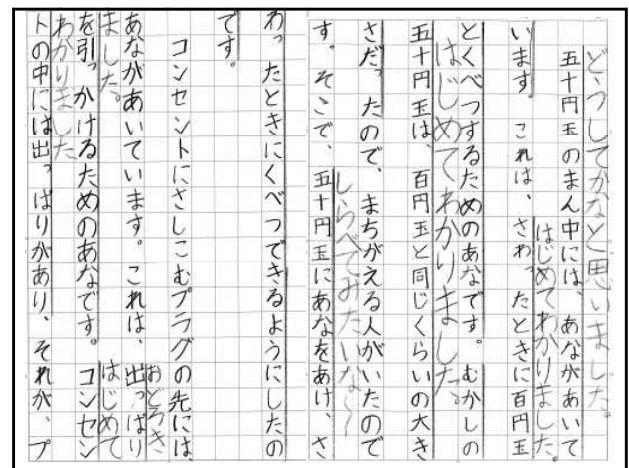 どうしてかなと思いました。
五十円玉のまん中には、あながあいて
はじめてわかりました。
います。これは、さわったときに百円玉
とくべつするためのあなです。むかしの
はじめてわかりました。
五十円玉は、百円玉と同じくらいの大き
さだったので、まちがえる人がいたので
しらべてみたいな〜
す。そこで、五十円玉にあなをあけ、さ
わったときにくべつできるようにしたの
です。
コンセントにさしこむプラグの先には、
おどろき
あながあいています。これは、出っぱり
ました。
はじめて
を引っかけるためのあなです。コンセン
わかりました
トの中には出っぱりがあり、それが、プ